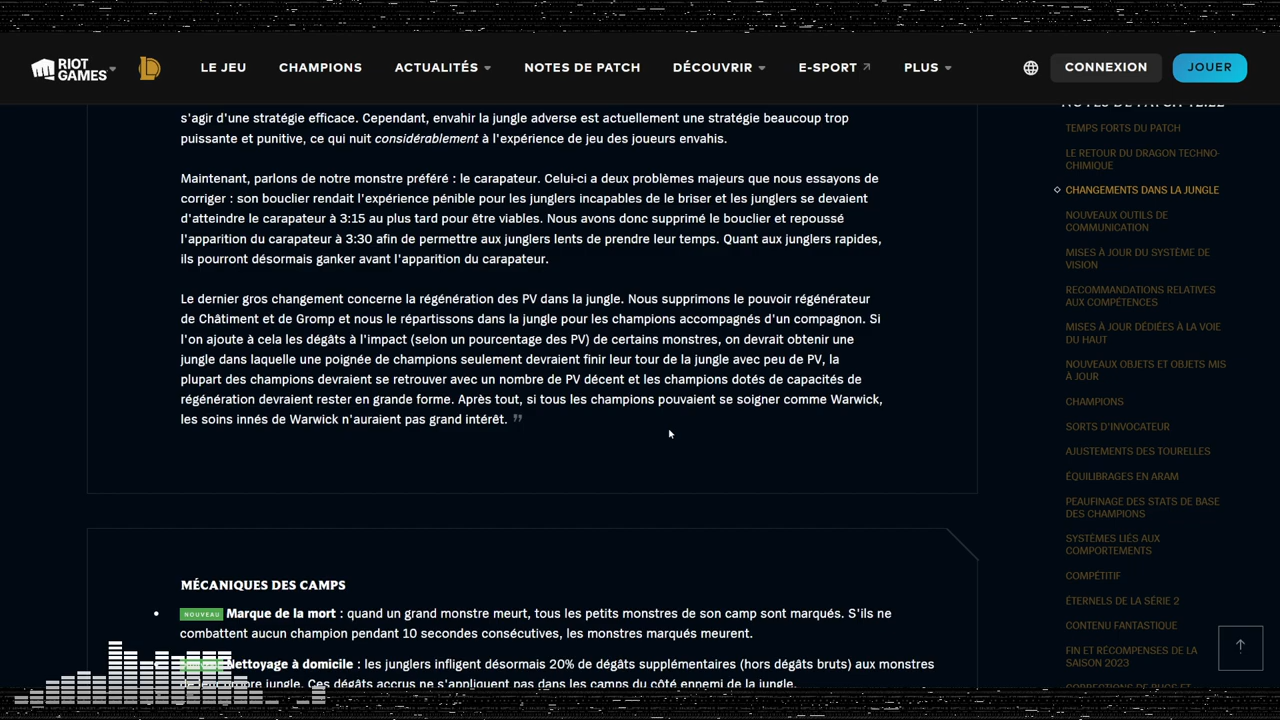 RIOT GAMES
LE JEU
CHAMPIONS
ACTUALITÉS
NOTES DE PATCH
DÉCOUVRIR
E-SPORT
PLUS
CONNEXION
JOUER
s'agir d'une stratégie efficace. Cependant, envahir la jungle adverse est actuellement une stratégie beaucoup trop
puissante et punitive, ce qui nuit considérablement à l'expérience de jeu des joueurs envahis.
Maintenant, parlons de notre monstre préféré : le carapateur. Celui-ci a deux problèmes majeurs que nous essayons de
corriger : son bouclier rendait l'expérience pénible pour les junglers incapables de le briser et les junglers se devaient
d'atteindre le carapateur à 3:15 au plus tard pour être viables. Nous avons donc supprimé le bouclier et repoussé
l'apparition du carapateur à 3:30 afin de permettre aux junglers lents de prendre leur temps. Quant aux junglers rapides,
ils pourront désormais ganker avant l'apparition du carapateur.
Le dernier gros changement concerne la régénération des PV dans la jungle. Nous supprimons le pouvoir régénérateur
de Châtiment et de Gromp et nous le répartissons dans la jungle pour les champions accompagnés d'un compagnon. Si
l'on ajoute à cela les dégâts à l'impact (selon un pourcentage des PV) de certains monstres, on devrait obtenir une
jungle dans laquelle une poignée de champions seulement devraient finir leur tour de la jungle avec peu de PV, la
plupart des champions devraient se retrouver avec un nombre de PV décent et les champions dotés de capacités de
régénération devraient rester en grande forme. Après tout, si tous les champions pouvaient se soigner comme Warwick,
les soins innés de Warwick n'auraient pas grand intérêt. ”
MÉCANIQUES DES CAMPS
• NOUVEAU Marque de la mort : quand un grand monstre meurt, tous les petits monstres de son camp sont marqués. S'ils ne
combattent aucun champion pendant 10 secondes consécutives, les monstres marqués meurent.
Nettoyage à domicile : les junglers infligent désormais 20% de dégâts supplémentaires (hors dégâts bruts) aux monstres
de leur propre jungle. Ces dégâts accrus ne s'appliquent pas dans les camps du côté ennemi de la jungle.
TEMPS FORTS DU PATCH
LE RETOUR DU DRAGON TECHNO-
CHIMIQUE
CHANGEMENTS DANS LA JUNGLE
NOUVEAUX OUTILS DE
COMMUNICATION
MISES À JOUR DU SYSTÈME DE
VISION
RECOMMANDATIONS RELATIVES
AUX COMPÉTENCES
MISES À JOUR DÉDIÉES À LA VOIE
DU HAUT
NOUVEAUX OBJETS ET OBJETS MIS
À JOUR
CHAMPIONS
SORTS D'INVOCATEUR
AJUSTEMENTS DES TOURELLES
ÉQUILIBRAGES EN ARAM
PEAUFINAGE DES STATS DE BASE
DES CHAMPIONS
SYSTÈMES LIÉS AUX
COMPORTEMENTS
COMPÉTITIF
ÉTERNELS DE LA SÉRIE 2
CONTENU FANTASTIQUE
FIN ET RÉCOMPENSES DE LA
SAISON 2023